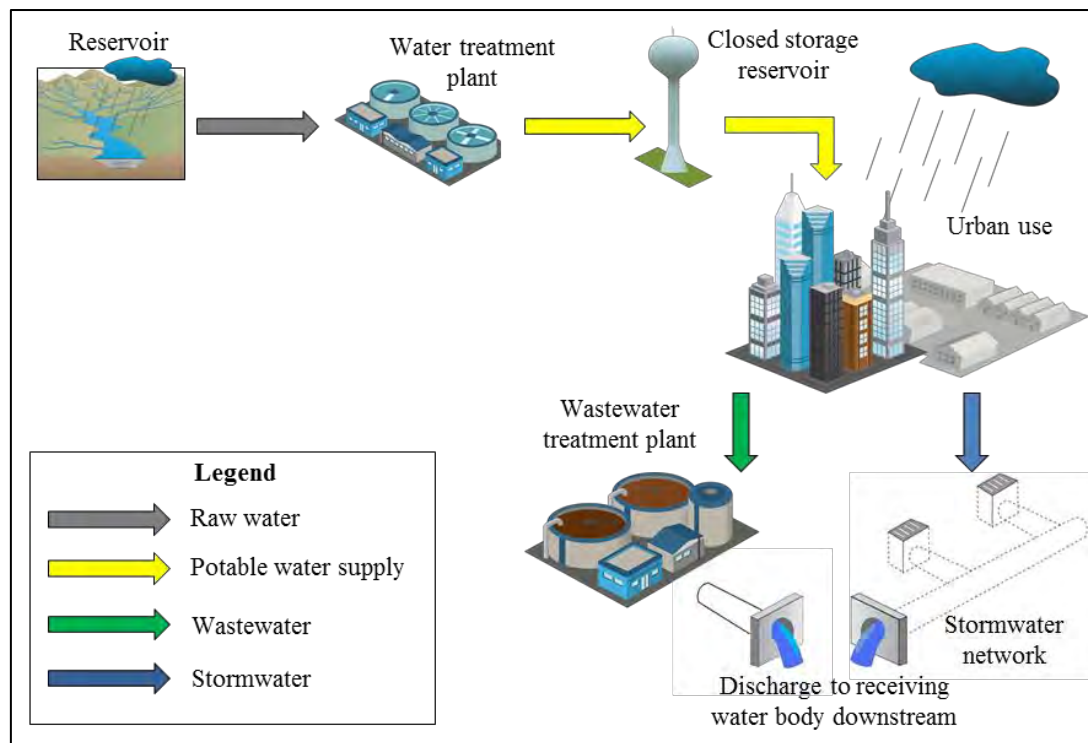 Reservoir
Water treatment
plant
Closed storage
reservoir
Urban use
Wastewater
treatment plant
Legend
Raw water
Potable water supply
Wastewater
Stormwater
Stormwater
network
Discharge to receiving
water body downstream